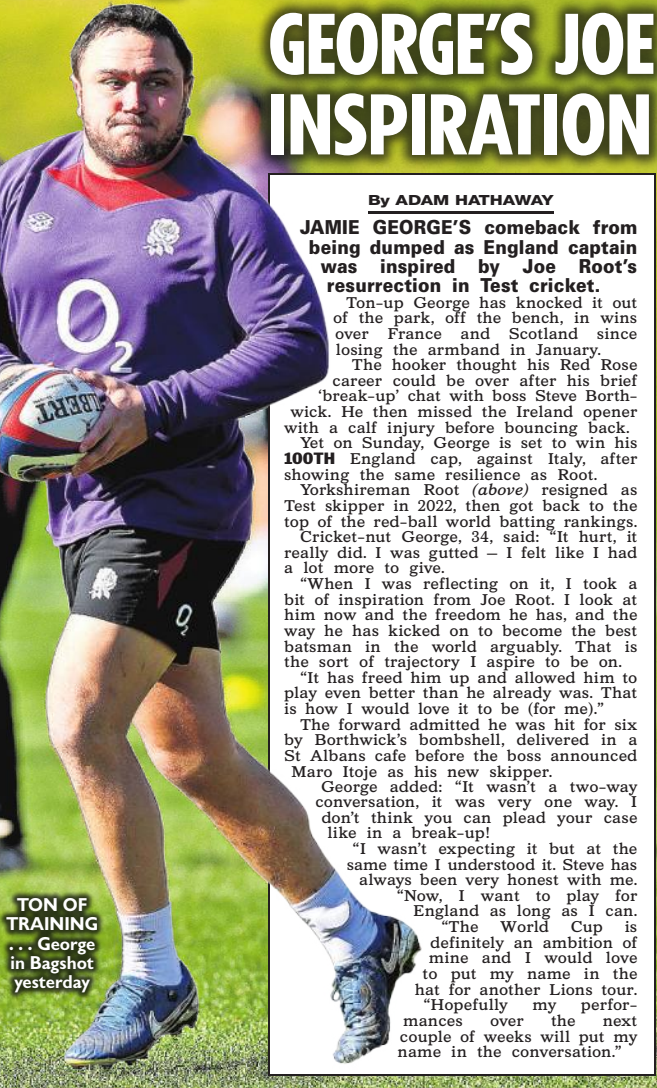 GEORGE'S JOE
INSPIRATION
By ADAM HATHAWAY
JAMIE GEORGE'S comeback from
being dumped as England captain
was inspired by Joe Root's
resurrection in Test cricket.
Ton-up George has knocked it out
of the park, off the bench, in wins
over France and Scotland since
losing the armband in January.
The hooker thought his Red Rose
career could be over after his brief
'break-up' chat with boss Steve Borth-
wick. He then missed the Ireland opener
with a calf injury before bouncing back.
Yet on Sunday, George is set to win his
100TH England cap, against Italy, after
showing the same resilience as Root.
Yorkshireman Root (above) resigned as
Test skipper in 2022, then got back to the
top of the red-ball world batting rankings.
Cricket-nut George, 34, said: "It hurt, it
really did. I was gutted – I felt like I had
a lot more to give.
"When I was reflecting on it, I took a
bit of inspiration from Joe Root. I look at
him now and the freedom he has, and the
way he has kicked on to become the best
batsman in the world arguably. That is
the sort of trajectory I aspire to be on.
"It has freed him up and allowed him to
play even better than he already was. That
is how I would love it to be (for me)."
The forward admitted he was hit for six
by Borthwick's bombshell, delivered in a
St Albans cafe before the boss announced
Maro Itoje as his new skipper.
George added: "It wasn't a two-way
conversation, it was very one way. I
don't think you can plead your case
like in a break-up!
"I wasn't expecting it but at the
same time I understood it. Steve has
always been very honest with me.
"Now, I want to play for
England as long as I can.
"The World Cup is
definitely an ambition of
mine and I would love
to put my name in the
hat for another Lions tour.
"Hopefully my perfor-
mances over the next
couple of weeks will put my
name in the conversation."
O2
GILBERT
O2
TON OF
TRAINING
. . . George
in Bagshot
yesterday